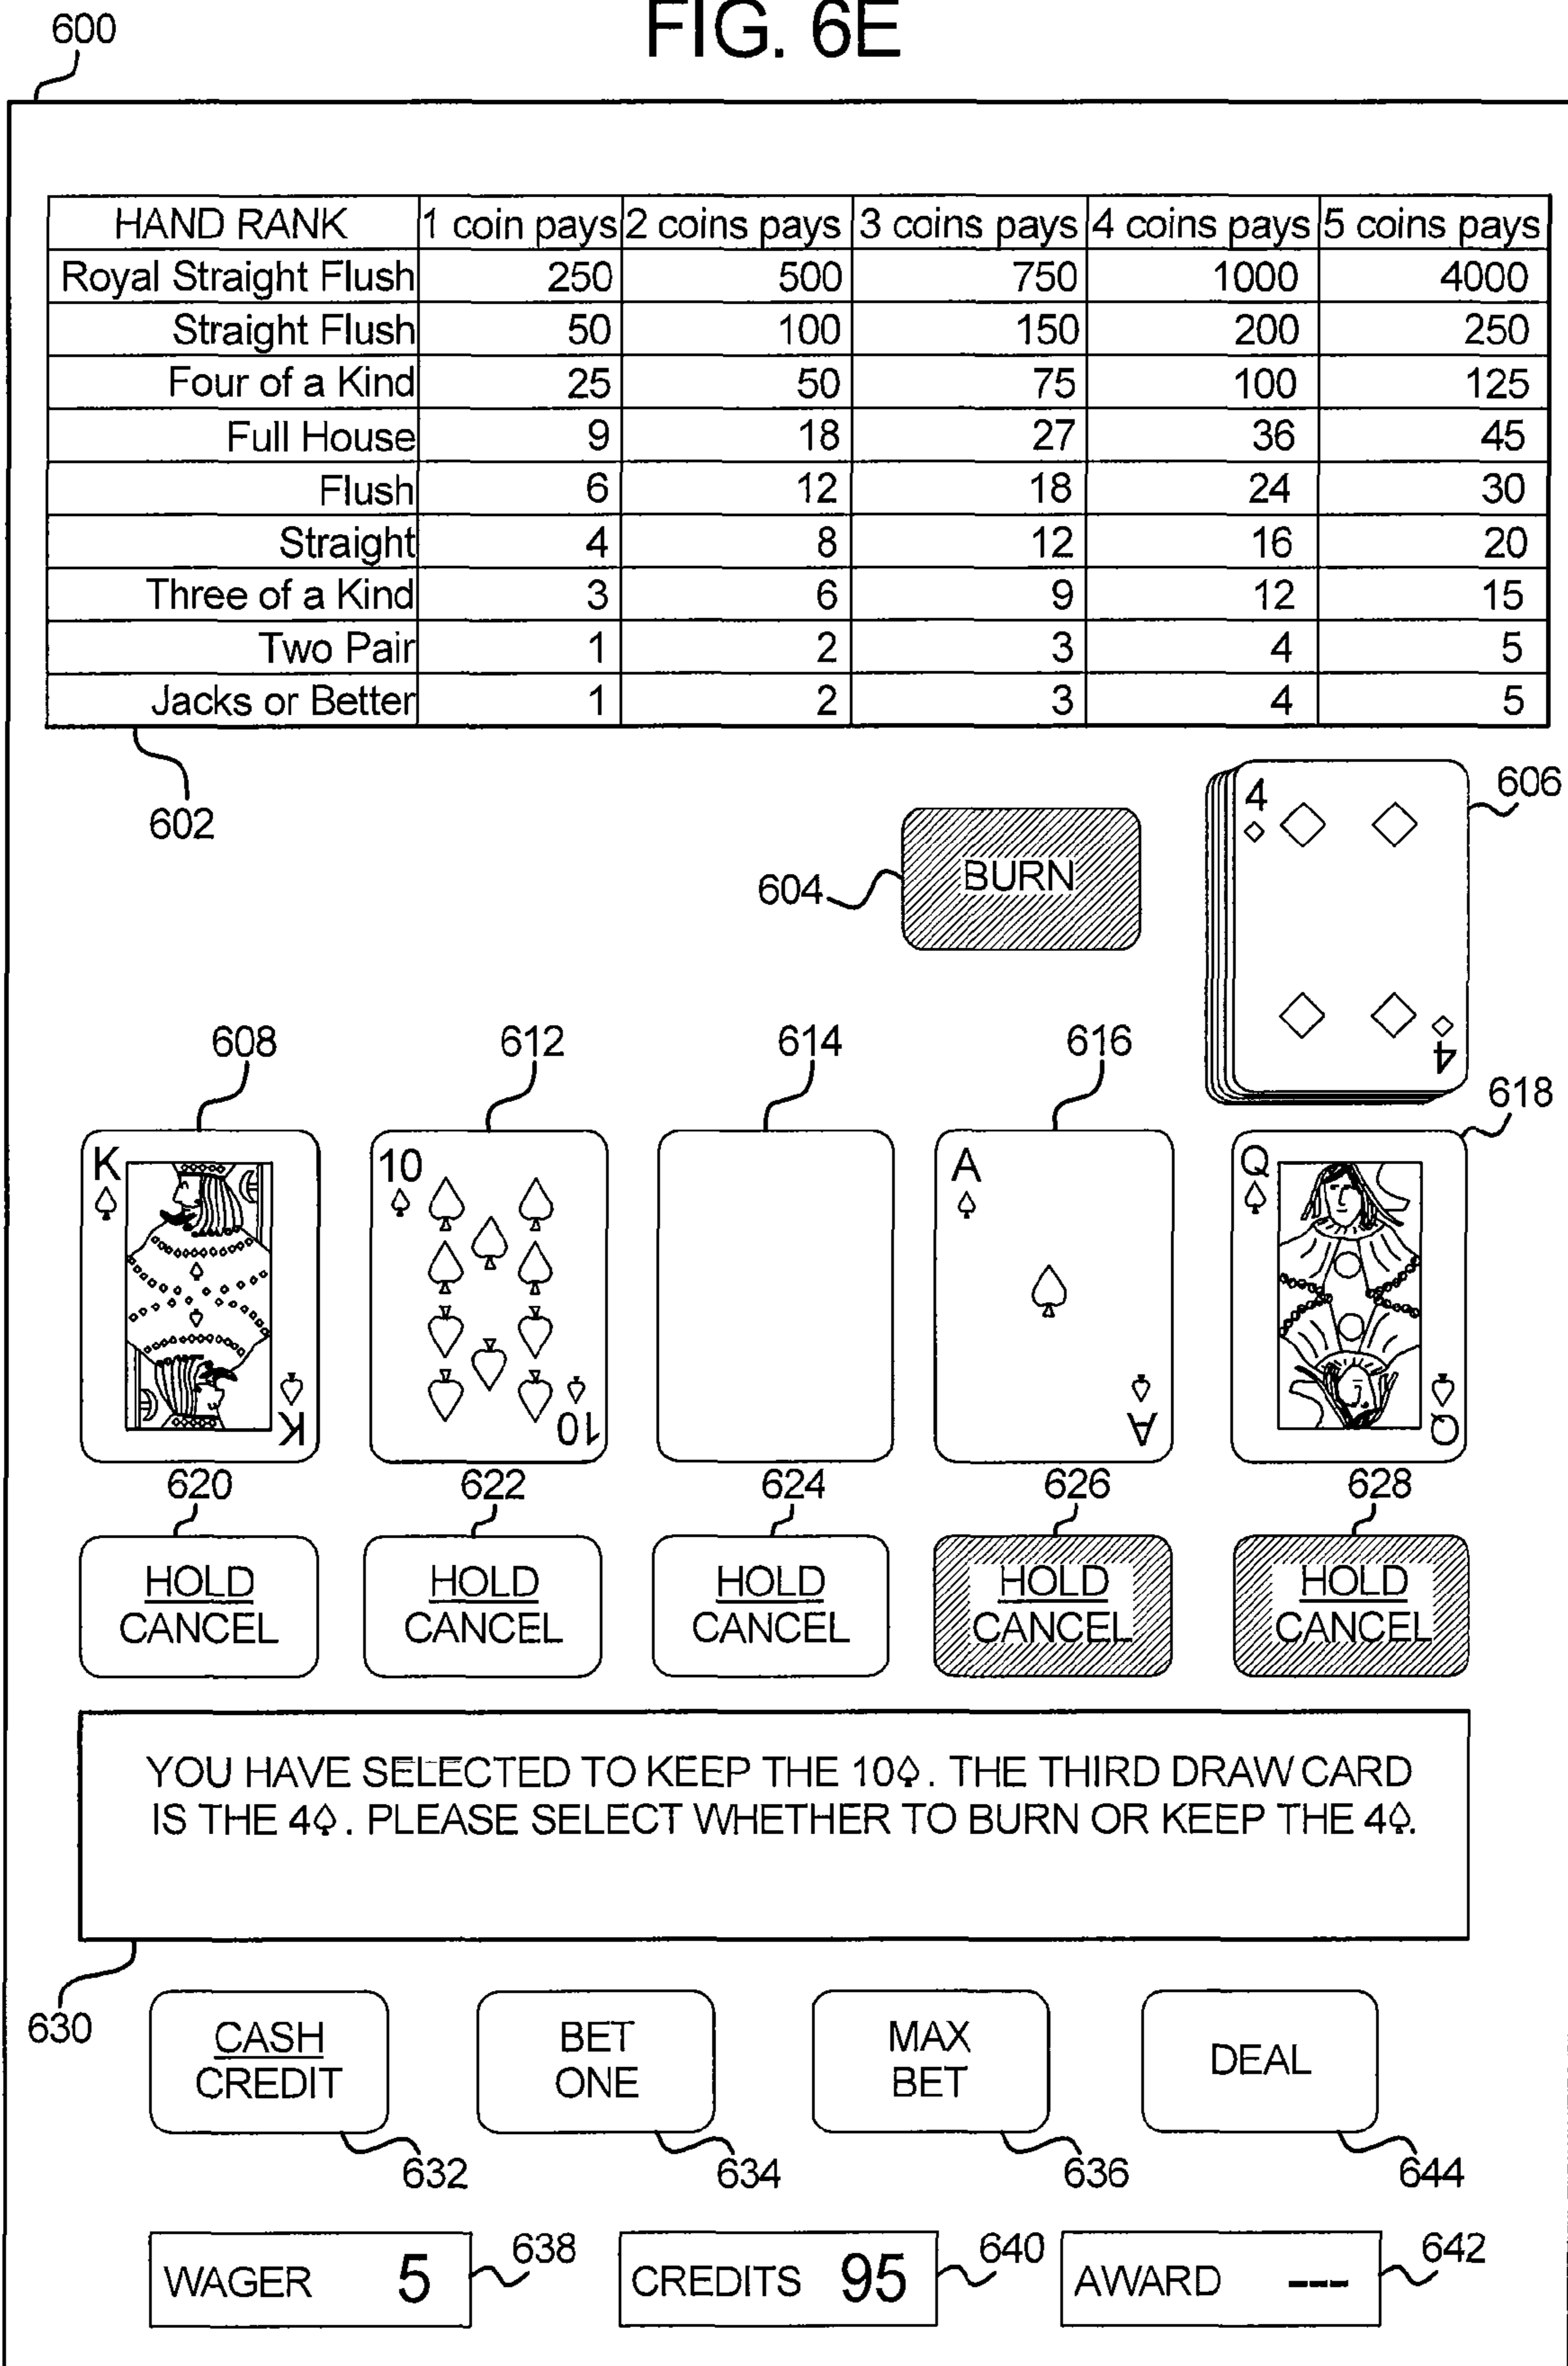 FIG. 6E
600
HAND RANK 1 coin pays 2 coins pays 3 coins pays 4 coins pays 5 coins pays
Royal Straight Flush 250 500 750 1000 4000
Straight Flush 50 100 150 200 250
Four of a Kind 25 50 75 100 125
Full House 9 18 27 36 45
Flush 6 12 18 24 30
Straight 4 8 12 16 20
Three of a Kind 3 6 9 12 15
Two Pair 1 2 3 4 5
Jacks or Better 1 2 3 4 5
602
604
BURN
4♢
4♢
606
608 612 614 616 618
K♤ 10♤ A♤ Q♤
K♤ 10♤ A♤ Q♤
620 622 624 626 628
HOLD HOLD HOLD HOLD HOLD
CANCEL CANCEL CANCEL CANCEL CANCEL
YOU HAVE SELECTED TO KEEP THE 10♤. THE THIRD DRAW CARD
IS THE 4♤. PLEASE SELECT WHETHER TO BURN OR KEEP THE 4♤.
630
CASH BET MAX DEAL
CREDIT ONE BET
632 634 636 644
WAGER 5 638 CREDITS 95 640 AWARD --- 642